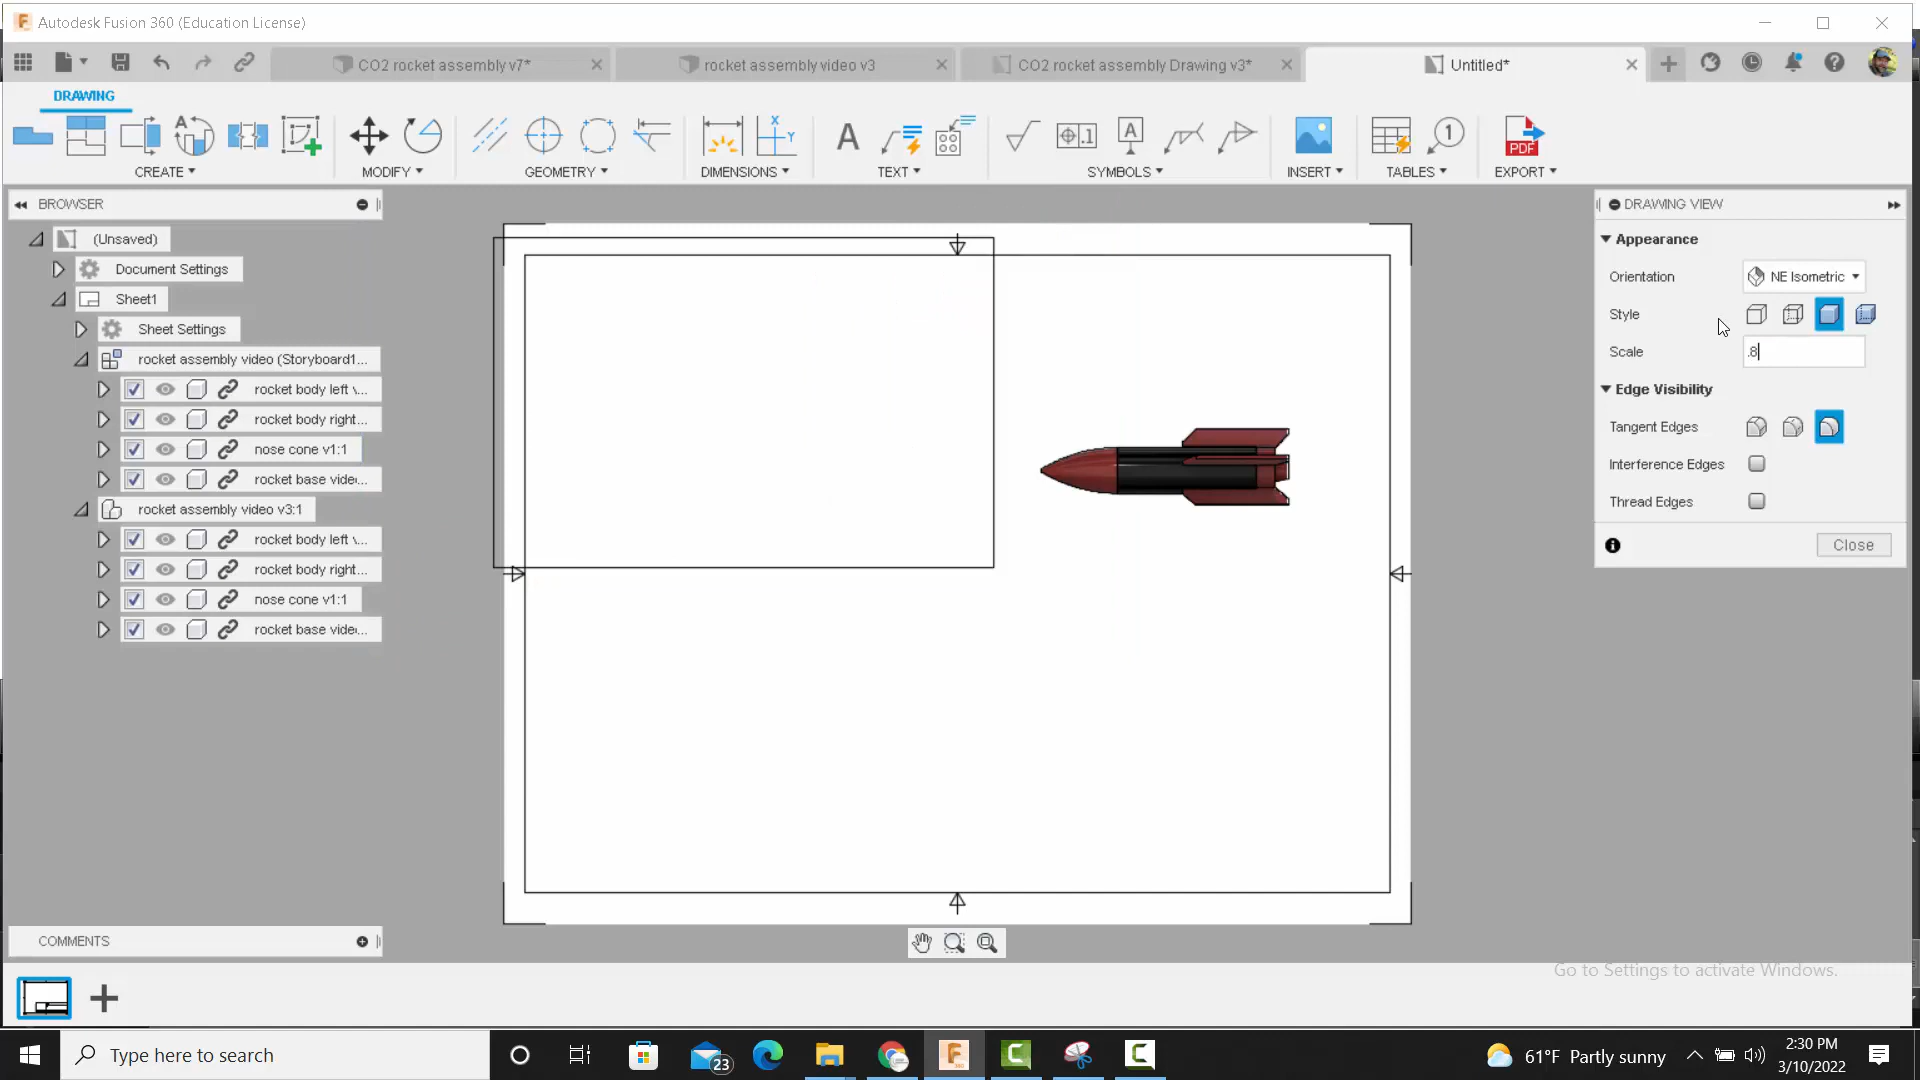 Autodesk Fusion 360 (Education License)
CO2 rocket assembly v7*
rocket assembly video v3
CO2 rocket assembly Drawing v3*
Untitled*
DRAWING
CREATE
MODIFY
GEOMETRY
DIMENSIONS
TEXT
SYMBOLS
INSERT
TABLES
EXPORT
BROWSER
(Unsaved)
Document Settings
Sheet1
Sheet Settings
rocket assembly video (Storyboard1...
rocket body left v...
rocket body right...
nose cone v1:1
rocket base vide...
rocket assembly video v3:1
rocket body left v...
rocket body right...
nose cone v1:1
rocket base vide...
COMMENTS
DRAWING VIEW
Appearance
Orientation
NE Isometric
Style
Scale
.8
Edge Visibility
Tangent Edges
Interference Edges
Thread Edges
Close
Go to Settings to activate Windows.
Type here to search
23
61°F Partly sunny
2:30 PM
3/10/2022